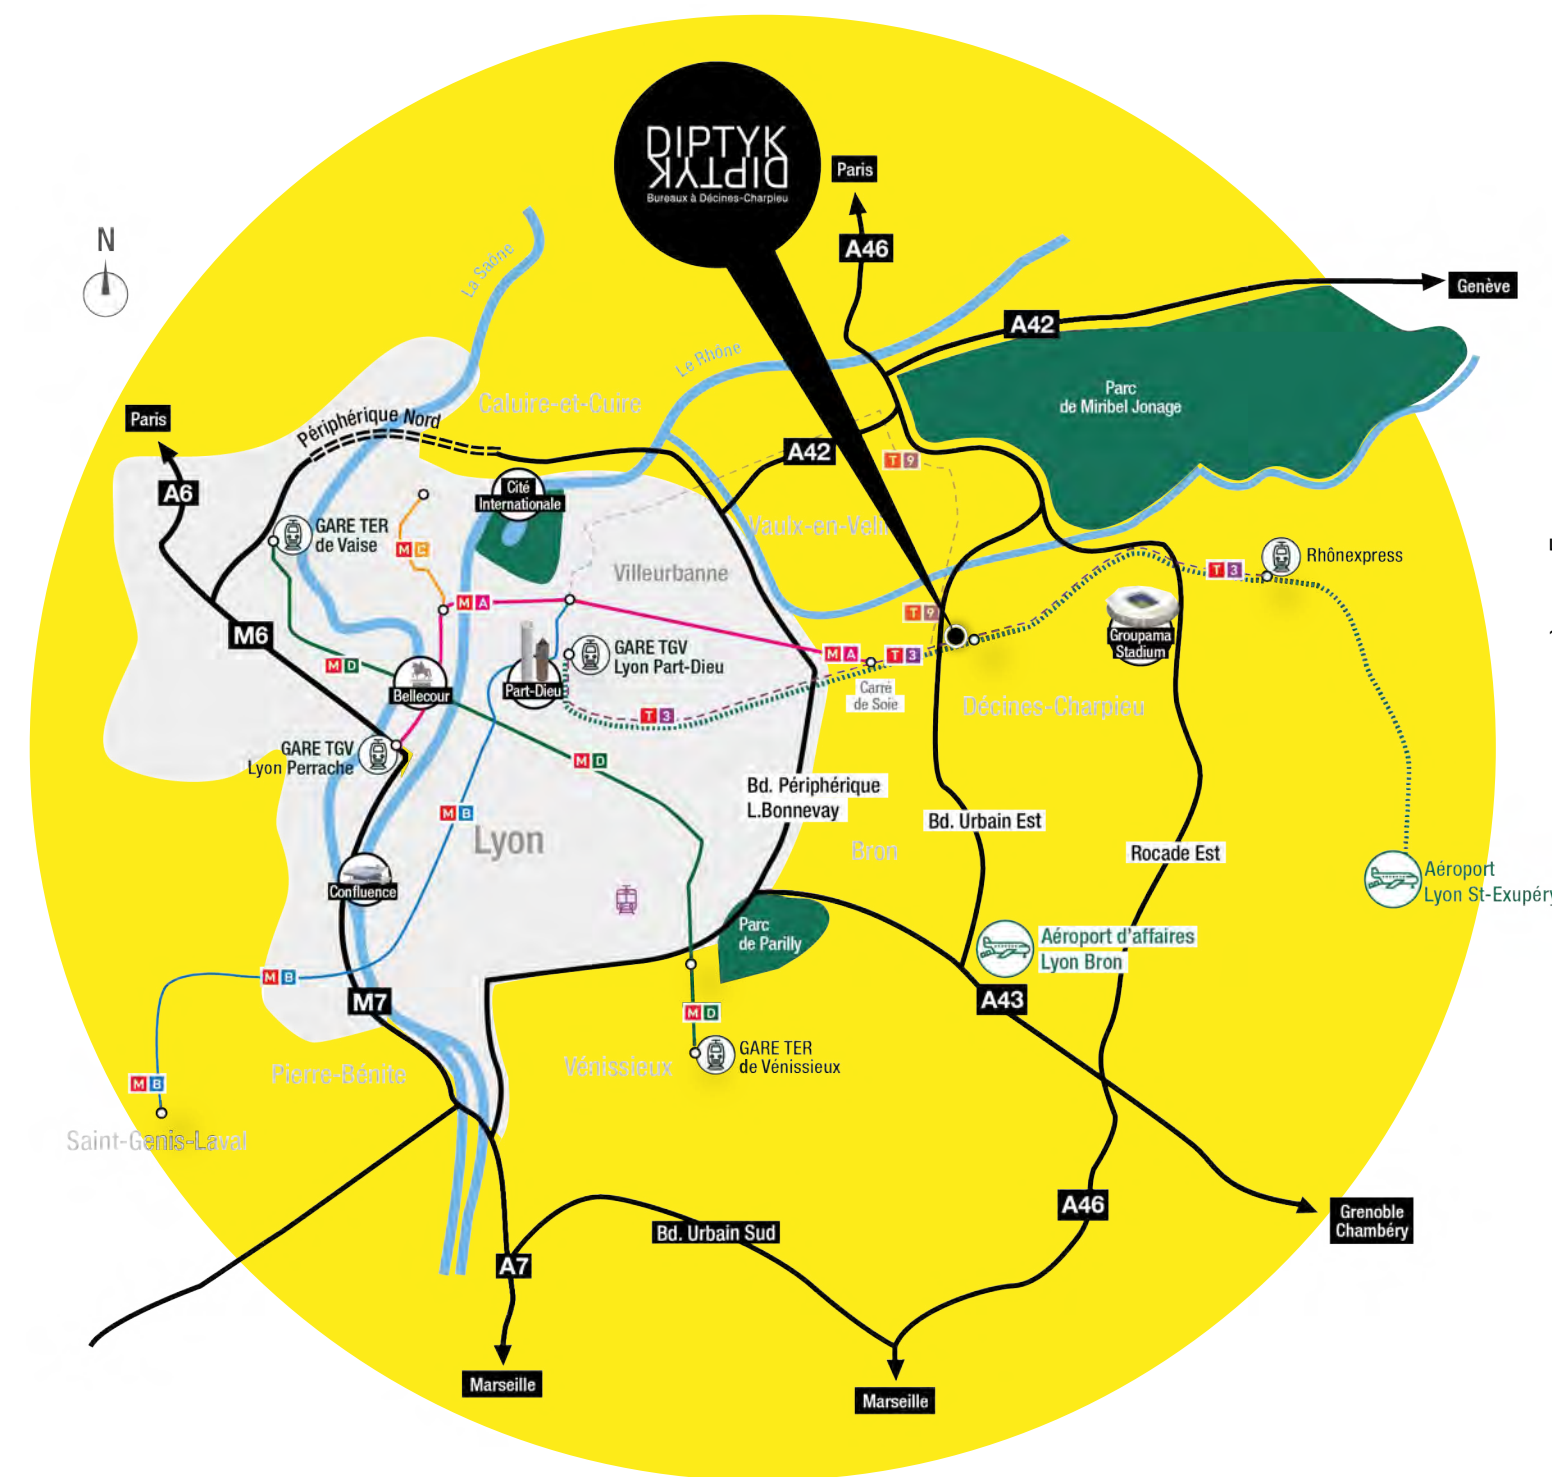 DIPTYK
DIPTYK
Bureaux à Décines-Charpieu
Paris
A46
N
La Saône
Genève
A42
Le Rhône
Parc
de Miribel Jonage
Caluire-et-Cuire
Paris
Périphérique Nord
A42
T 9
A6
Cité
Internationale
GARE TER
de Vaise
M C
Vaulx-en-Velin
Rhônexpress
T 3
Villeurbanne
M A
T 9
M6
Groupama
Stadium
GARE TGV
Lyon Part-Dieu
M A
T 3
M D
Bellecour
Part-Dieu
Carré
de Soie
Décines-Charpieu
T 3
GARE TGV
Lyon Perrache
M D
Bd. Périphérique
L.Bonnevay
M B
Bd. Urbain Est
Lyon
Bron
Rocade Est
Confluence
Aéroport
Lyon St-Exupéry
Parc
de Parilly
Aéroport d'affaires
Lyon Bron
M B
M7
A43
M D
GARE TER
de Vénissieux
Vénissieux
Pierre-Bénite
M B
Saint-Genis-Laval
A46
Grenoble
Chambéry
Bd. Urbain Sud
A7
Marseille
Marseille